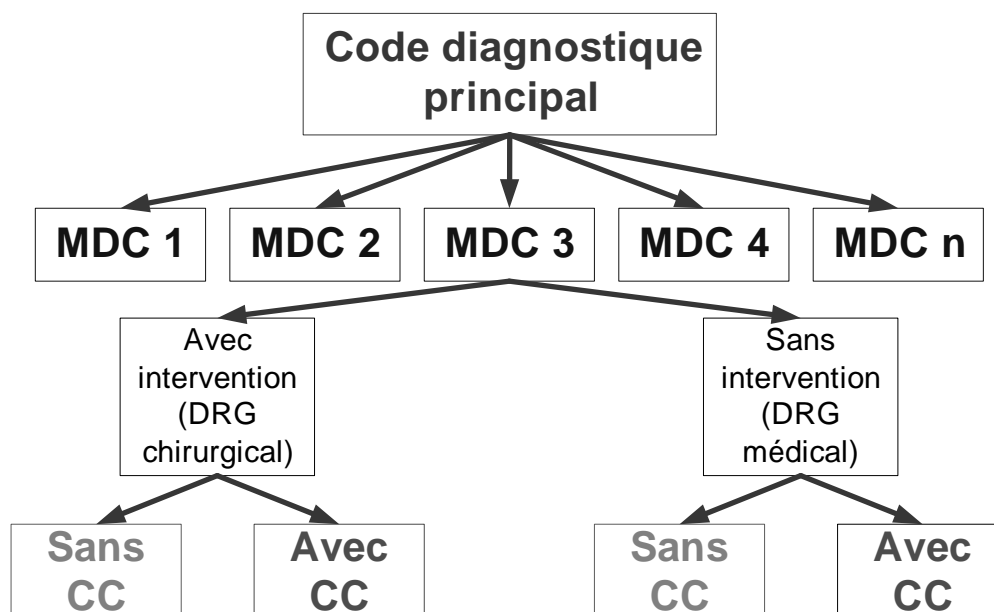 Code diagnostique
principal
MDC 1
MDC 2
MDC 3
MDC 4
MDC n
Avec
intervention
(DRG
chirurgical)
Sans
intervention
(DRG
médical)
Sans
CC
Avec
CC
Sans
CC
Avec
CC